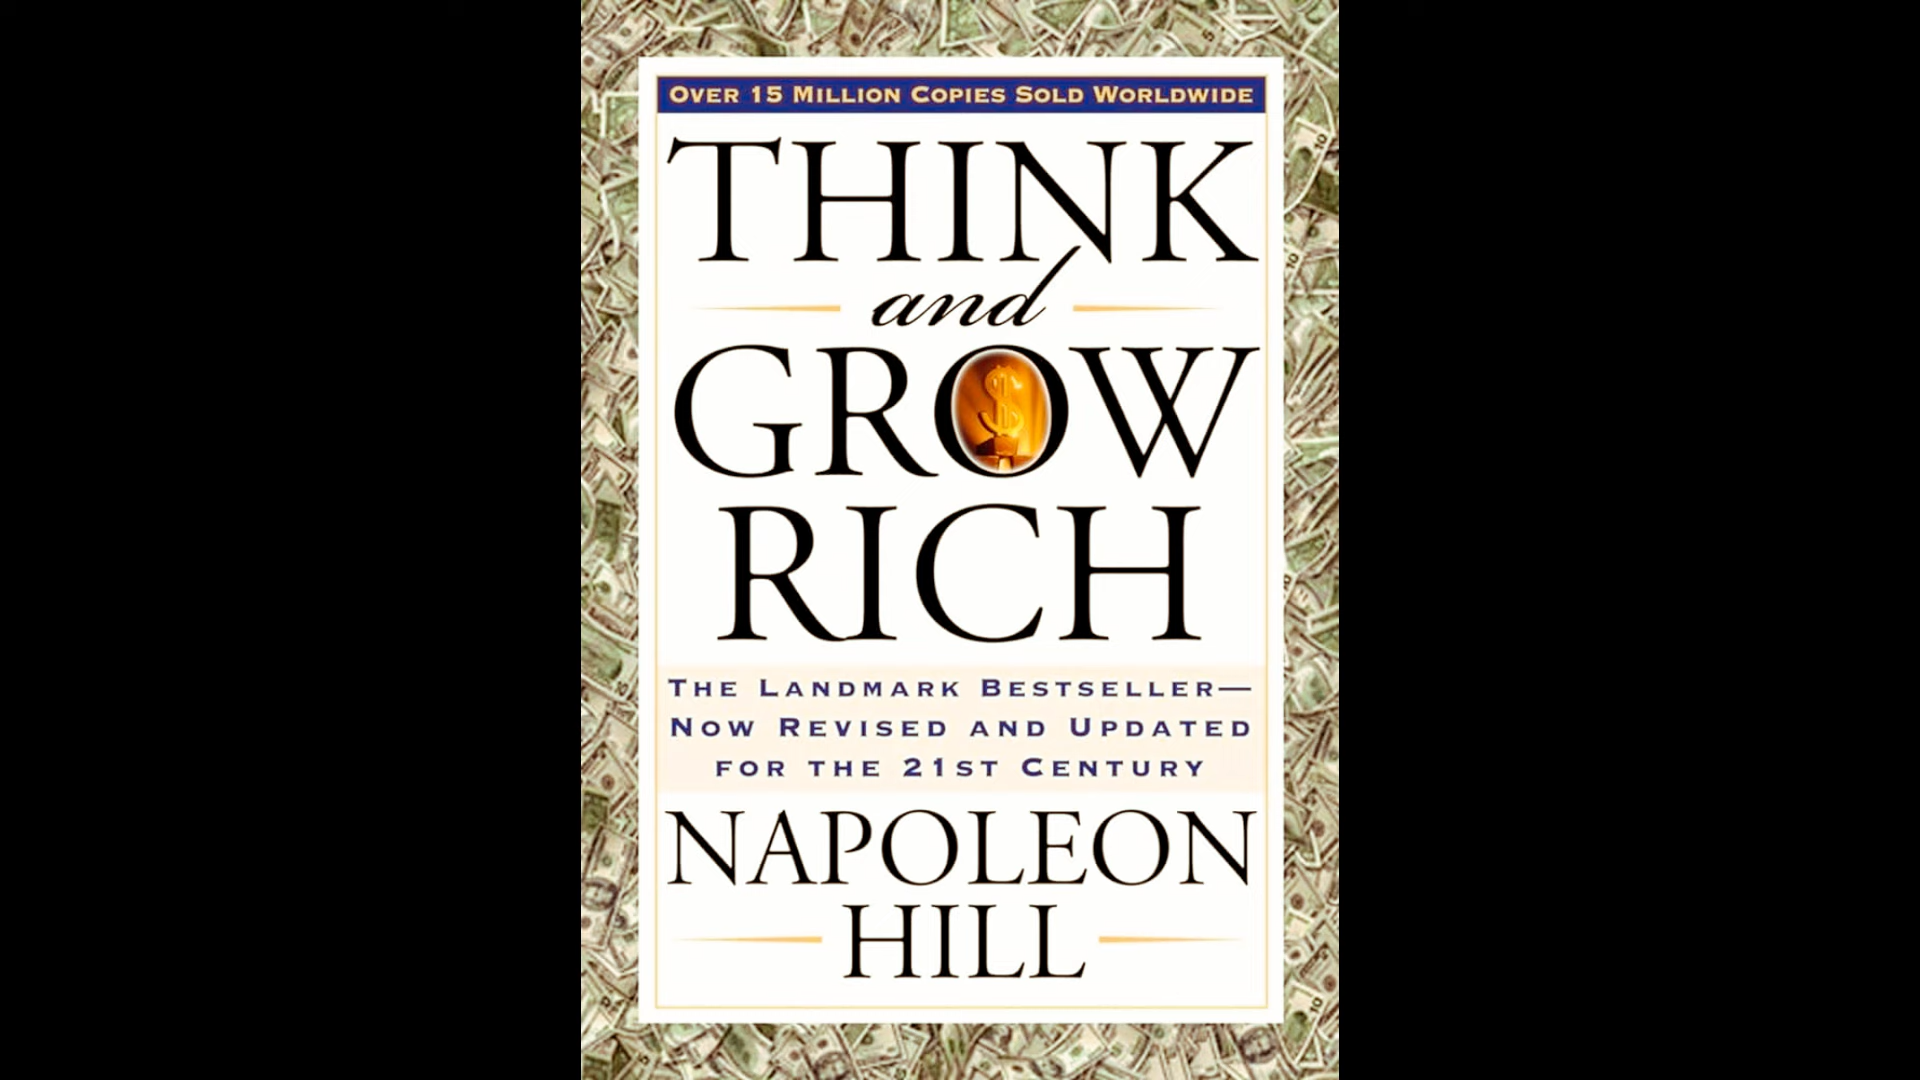 OVER 15 MILLION COPIES SOLD WORLDWIDE
THINK
and
GROW
RICH
THE LANDMARK BESTSELLER—
NOW REVISED AND UPDATED
FOR THE 21ST CENTURY
NAPOLEON
HILL